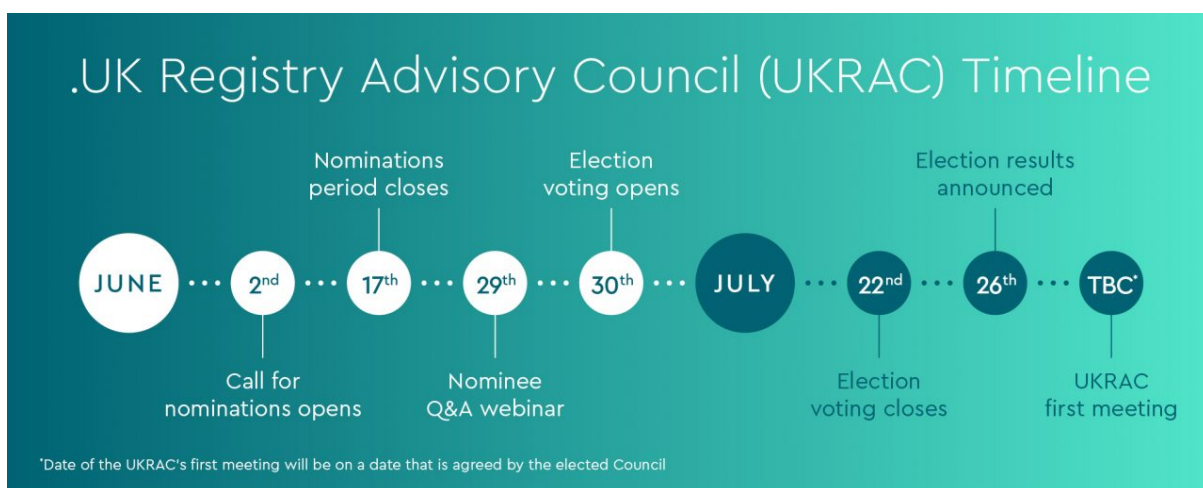 .UK Registry Advisory Council (UKRAC) Timeline
Nominations
period closes
Election
voting opens
Election results
announced
JUNE
2nd
17th
29th
30th
JULY
22nd
26th
TBC*
Call for
nominations opens
Nominee
Q&A webinar
Election
voting closes
UKRAC
first meeting
*Date of the UKRAC's first meeting will be on a date that is agreed by the elected Council